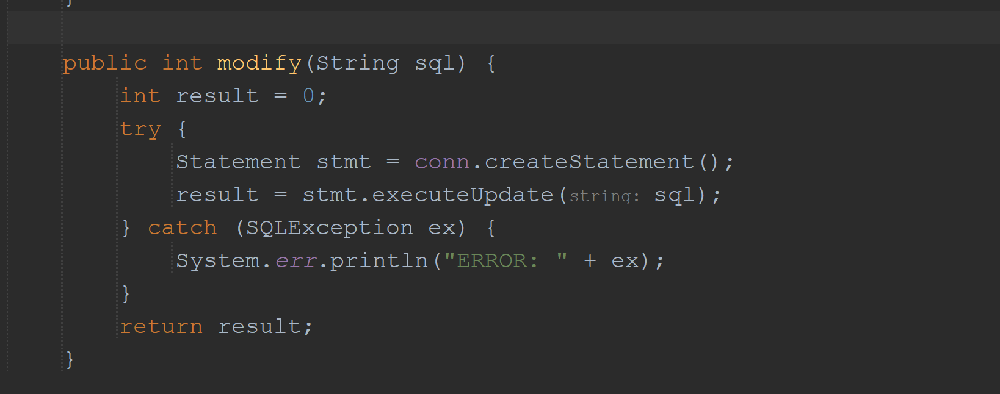 }
public int modify(String sql) {
int result = 0;
try {
Statement stmt = conn.createStatement();
result = stmt.executeUpdate(string: sql);
} catch (SQLException ex) {
System.err.println("ERROR: " + ex);
}
return result;
}